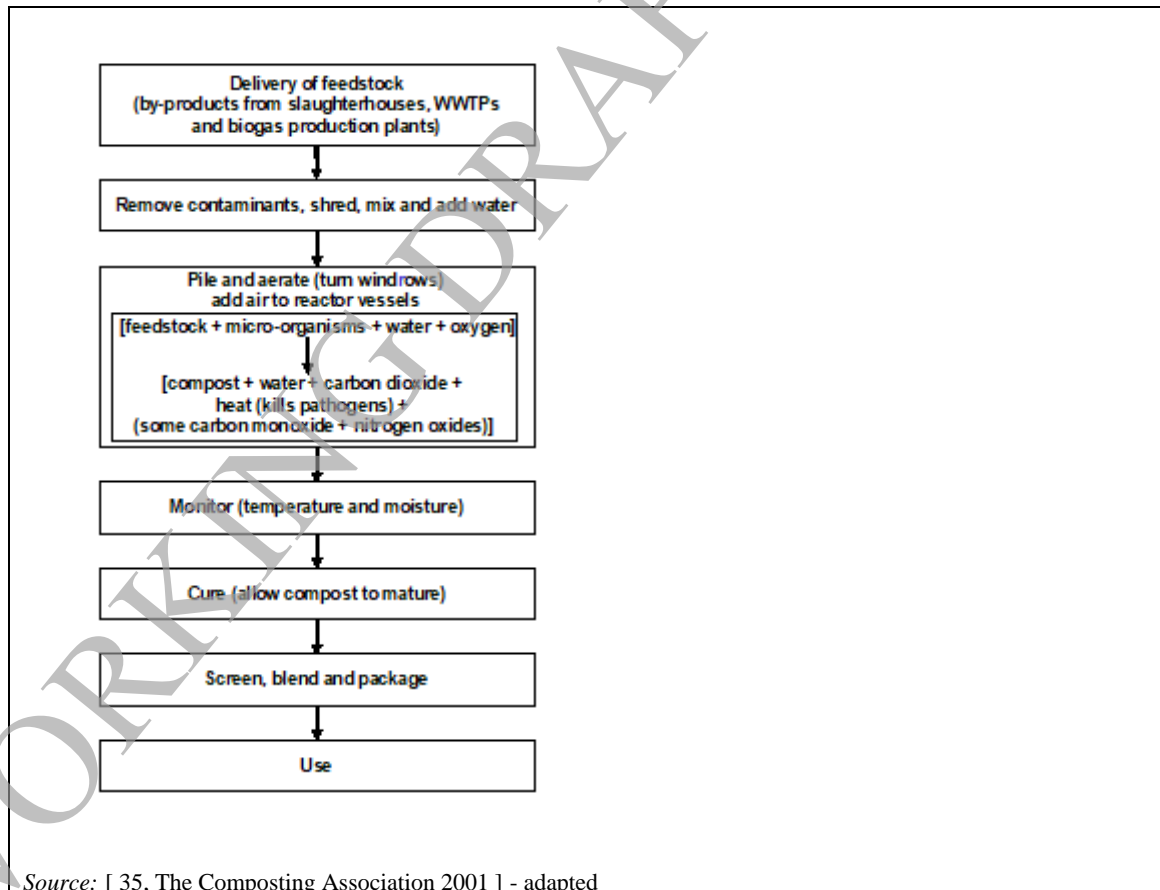 Delivery of feedstock
(by-products from slaughterhouses, WWTPs
and biogas production plants)
Remove contaminants, shred, mix and add water
Pile and aerate (turn windrows)
add air to reactor vessels
[feedstock + micro-organisms + water + oxygen]
[compost + water + carbon dioxide +
heat (kills pathogens) +
(some carbon monoxide + nitrogen oxides)]
Monitor (temperature and moisture)
Cure (allow compost to mature)
Screen, blend and package
Use
Source: [ 35, The Composting Association 2001 ] - adapted
WORKING DRAF